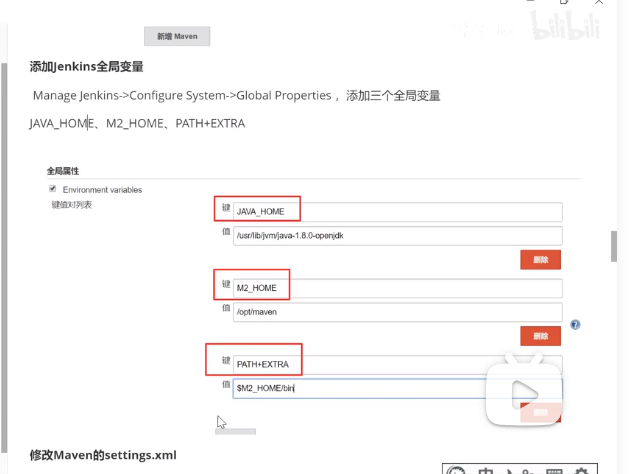 bilibili
新增 Maven
添加Jenkins全局变量
Manage Jenkins->Configure System->Global Properties ，添加三个全局变量
JAVA_HOME、M2_HOME、PATH+EXTRA
全局属性
Environment variables
键值对列表
键 JAVA_HOME
值 /usr/lib/jvm/java-1.8.0-openjdk
删除
键 M2_HOME
值 /opt/maven
删除
键 PATH+EXTRA
值 $M2_HOME/bin
删除
修改Maven的settings.xml
中